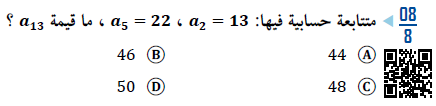 08/8 متتابعة حسابية فيها: a₂ = 13 ، a₅ = 22 ، ما قيمة a₁₃ ؟
44 Ⓐ 46 Ⓑ
48 Ⓒ 50 Ⓓ